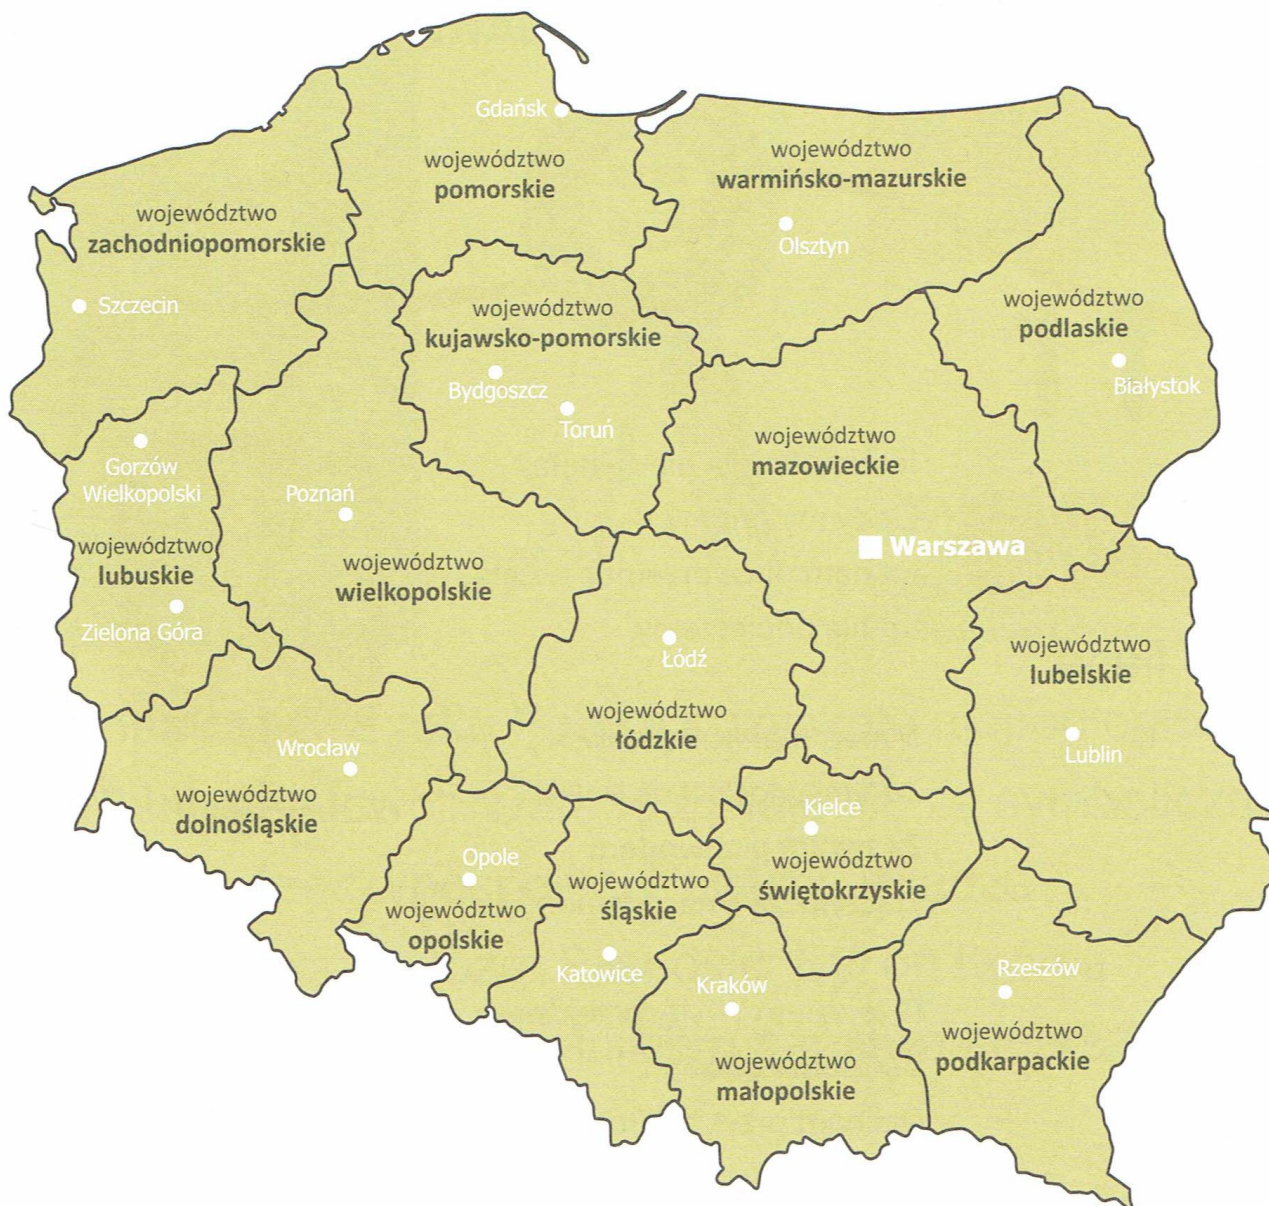 Gdańsk
województwo
pomorskie
województwo
warmińsko-mazurskie
Olsztyn
województwo
zachodniopomorskie
Szczecin
województwo
kujawsko-pomorskie
Bydgoszcz
Toruń
województwo
podlaskie
Białystok
województwo
mazowieckie
Warszawa
Gorzów
Wielkopolski
województwo
lubuskie
Zielona Góra
Poznań
województwo
wielkopolskie
Łódź
województwo
łódzkie
województwo
lubelskie
Lublin
Wrocław
województwo
dolnośląskie
Opole
województwo
opolskie
województwo
śląskie
Katowice
Kielce
województwo
świętokrzyskie
Kraków
województwo
małopolskie
Rzeszów
województwo
podkarpackie